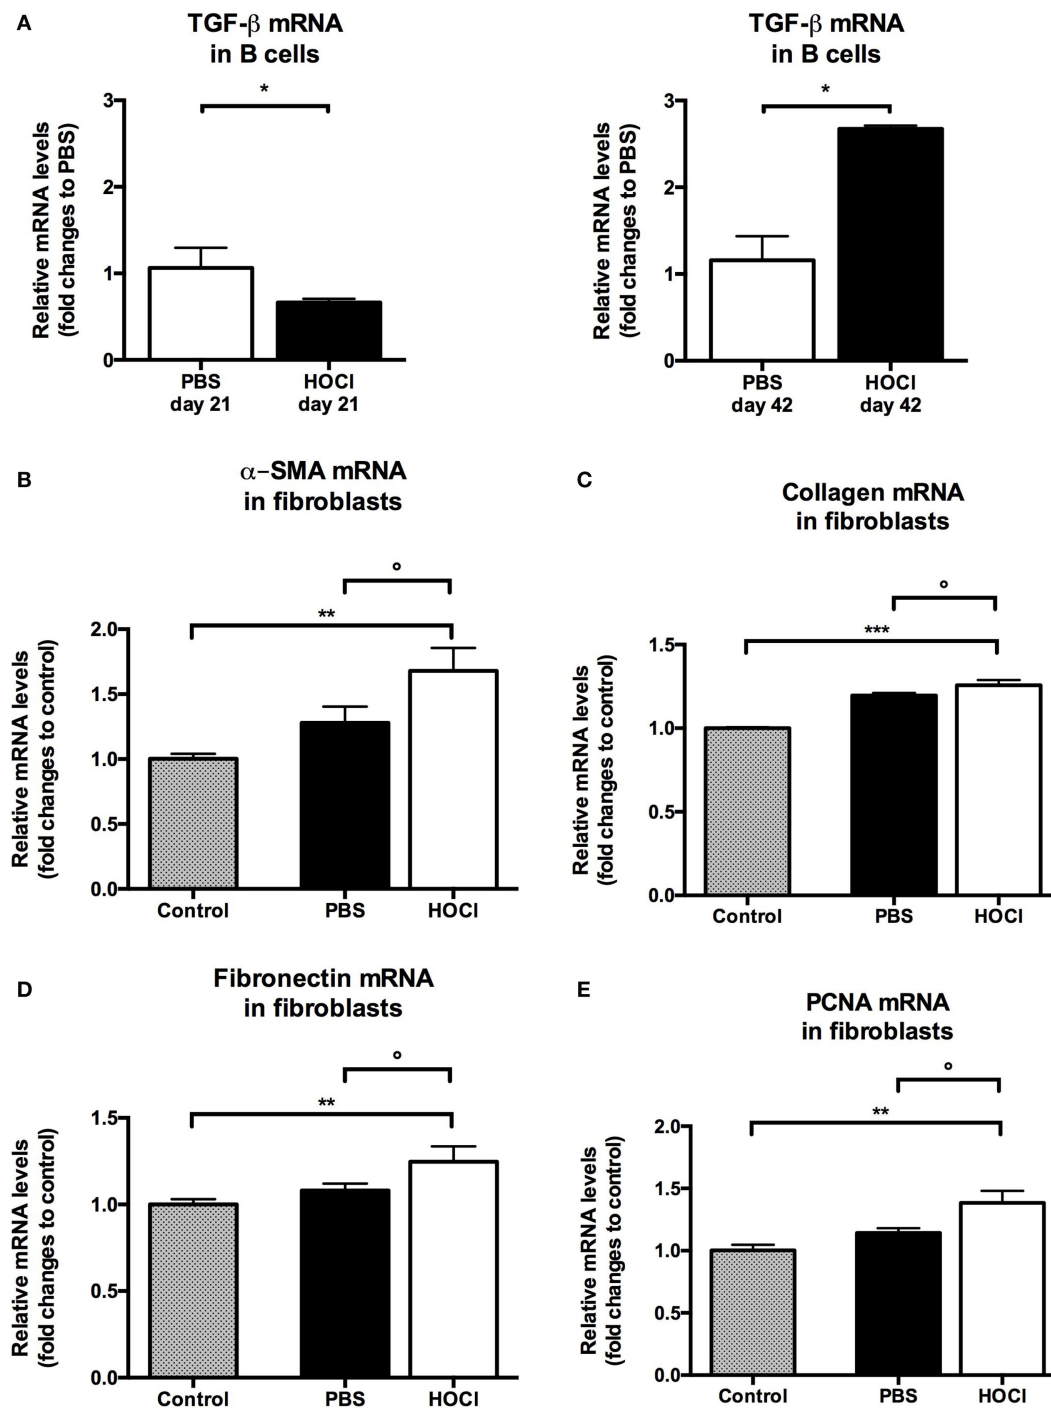 A
TGF-β mRNA
in B cells
Relative mRNA levels
(fold changes to PBS)
3
2
1
0
*
PBS
day 21
HOCl
day 21
TGF-β mRNA
in B cells
Relative mRNA levels
(fold changes to PBS)
3
2
1
0
*
PBS
day 42
HOCl
day 42
B
α−SMA mRNA
in fibroblasts
Relative mRNA levels
(fold changes to control)
2.0
1.5
1.0
0.5
0.0
°
**
Control PBS HOCl
C
Collagen mRNA
in fibroblasts
Relative mRNA levels
(fold changes to control)
1.5
1.0
0.5
0.0
°
***
Control PBS HOCl
D
Fibronectin mRNA
in fibroblasts
Relative mRNA levels
(fold changes to control)
1.5
1.0
0.5
0.0
°
**
Control PBS HOCl
E
PCNA mRNA
in fibroblasts
Relative mRNA levels
(fold changes to control)
2.0
1.5
1.0
0.5
0.0
°
**
Control PBS HOCl